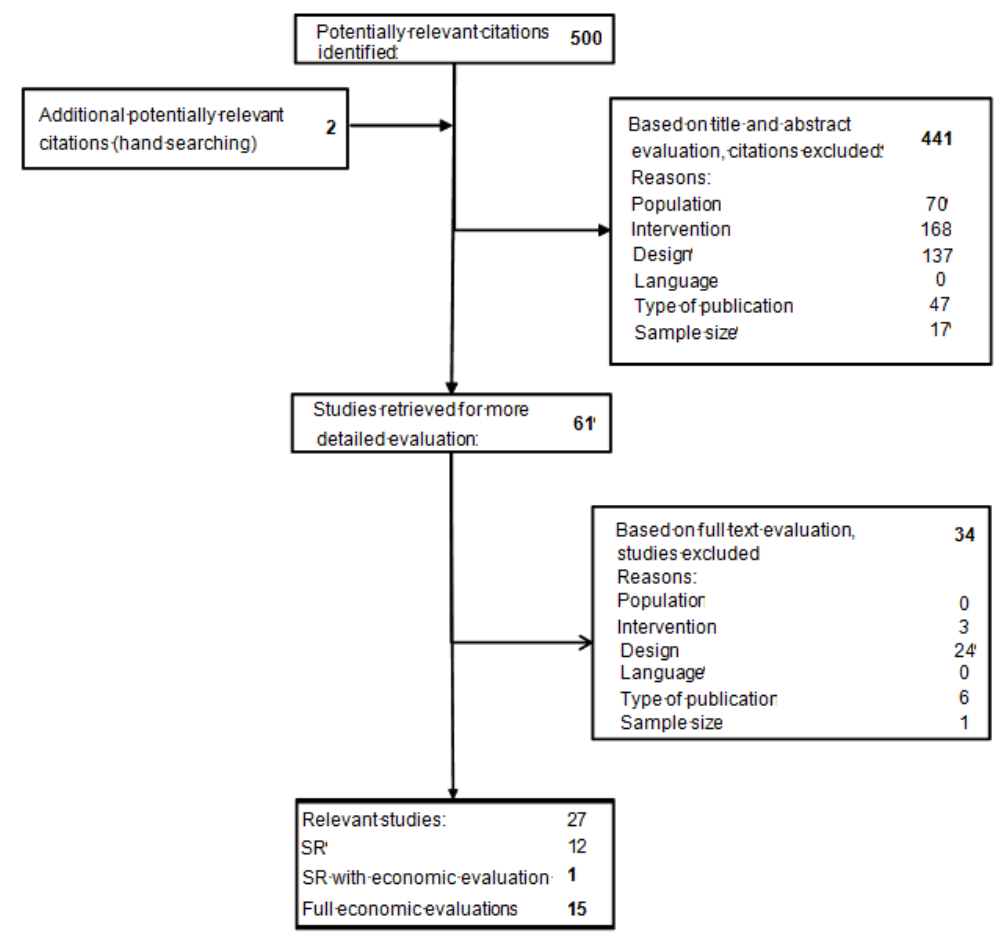 Potentially relevant citations
identified: 500
Additional potentially relevant
citations (hand searching) 2
Based on title and abstract
evaluation, citations excluded: 441
Reasons:
Population 70
Intervention 168
Design 137
Language 0
Type of publication 47
Sample size 17
Studies retrieved for more
detailed evaluation: 61
Based on full text evaluation,
studies excluded 34
Reasons:
Population 0
Intervention 3
Design 24
Language 0
Type of publication 6
Sample size 1
Relevant studies: 27
SR 12
SR with economic evaluation 1
Full economic evaluations 15